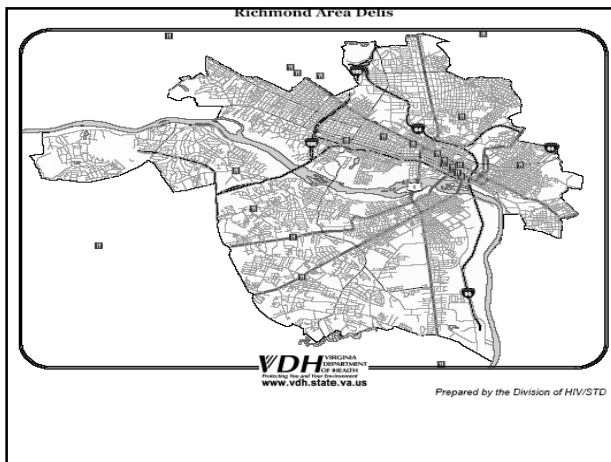 Richmond Area Delis
VDH VIRGINIA
DEPARTMENT
OF HEALTH
Protecting You and Your Environment
www.vdh.state.va.us
Prepared by the Division of HIV/STD